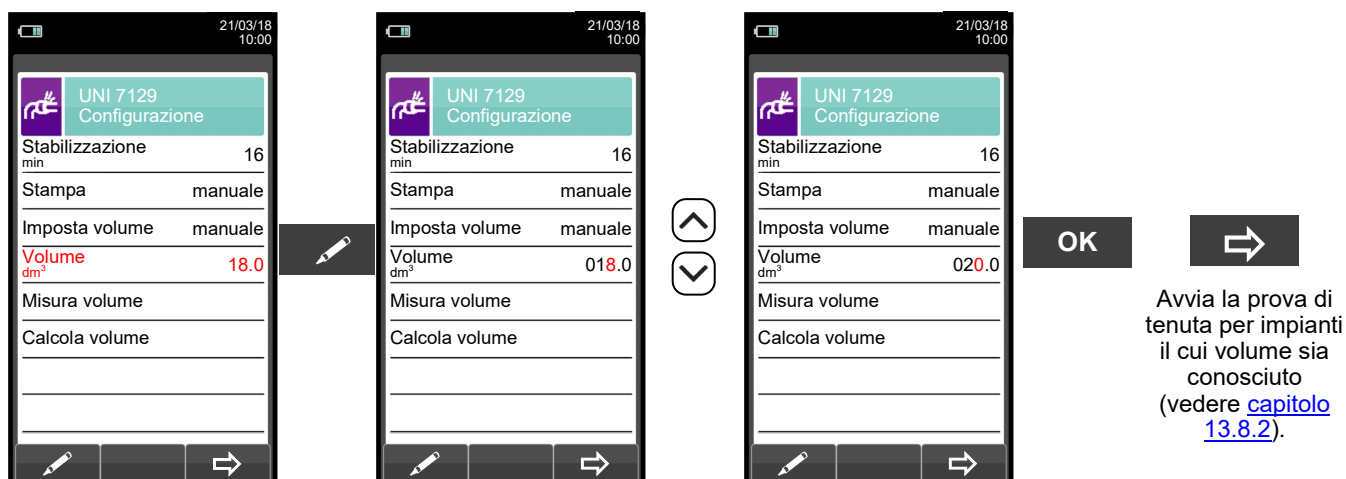 21/03/18
10:00
UNI 7129
Configurazione
Stabilizzazione
min
16
Stampa manuale
Imposta volume manuale
Volume
dm³
18.0
Misura volume
Calcola volume
21/03/18
10:00
UNI 7129
Configurazione
Stabilizzazione
min
16
Stampa manuale
Imposta volume manuale
Volume
dm³
018.0
Misura volume
Calcola volume
21/03/18
10:00
UNI 7129
Configurazione
Stabilizzazione
min
16
Stampa manuale
Imposta volume manuale
Volume
dm³
020.0
Misura volume
Calcola volume
OK
Avvia la prova di
tenuta per impianti
il cui volume sia
conosciuto
(vedere capitolo
13.8.2).